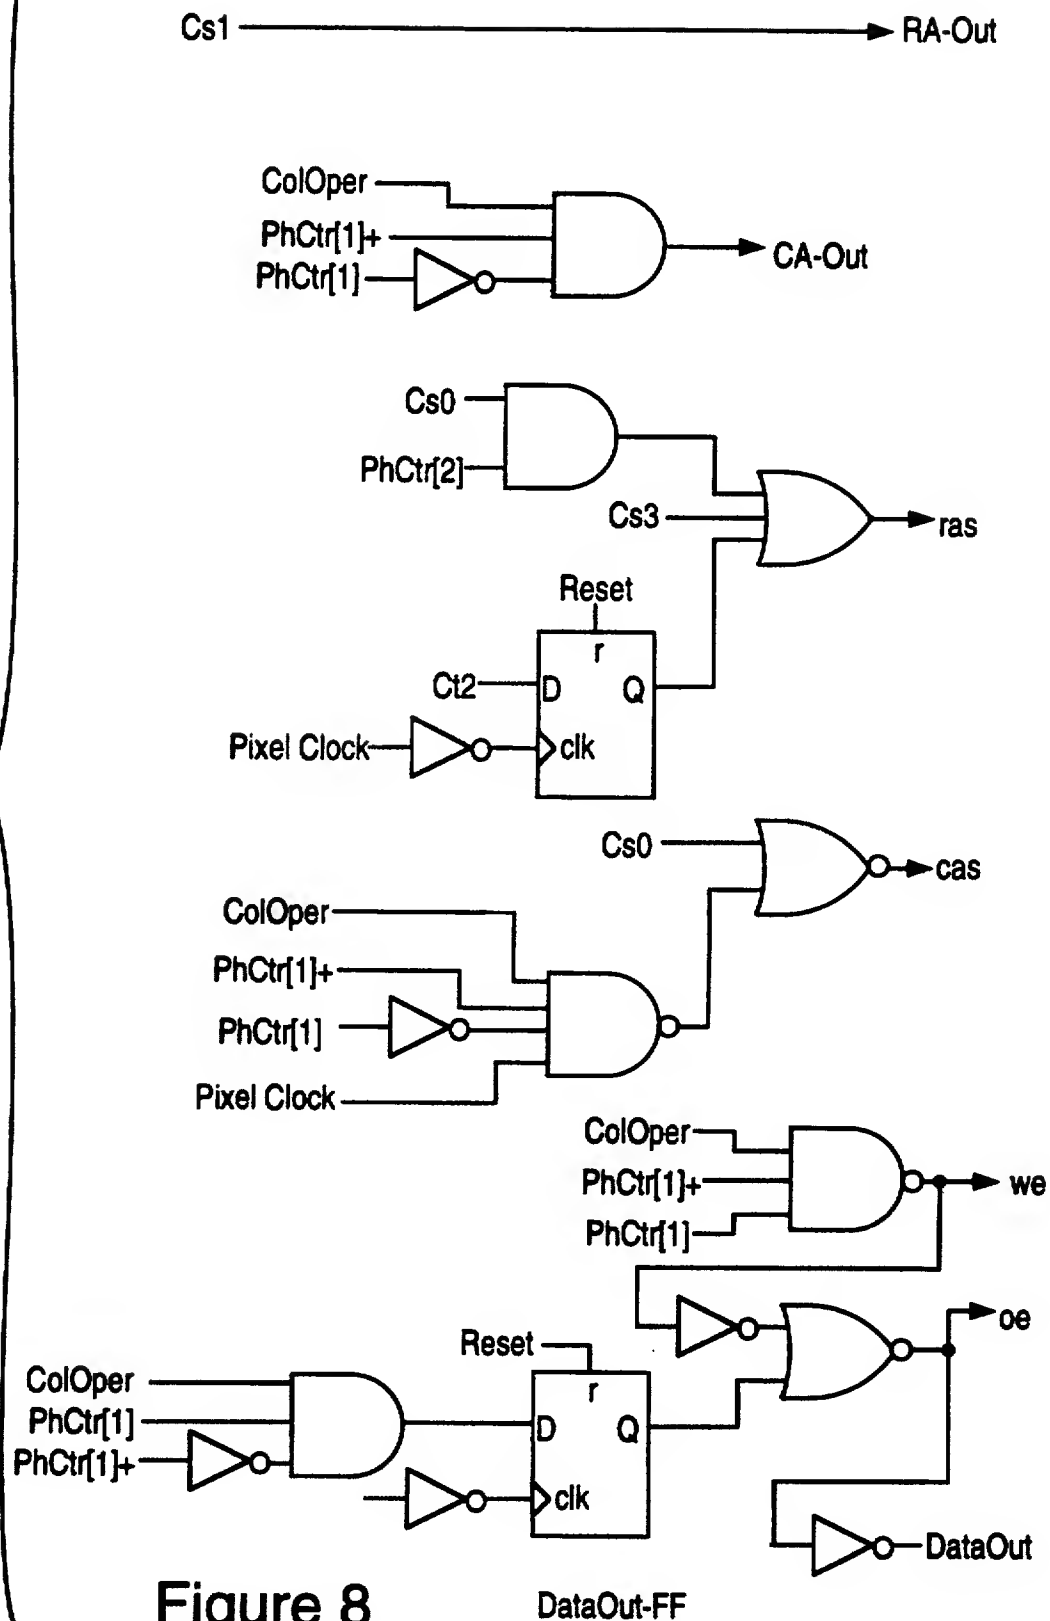 Cs1 RA-Out
ColOper
PhCtr[1]+
PhCtr[1]
CA-Out
Cs0
PhCtr[2]
Cs3
ras
Reset
r
Ct2
D Q
Pixel Clock
clk
Cs0
cas
ColOper
PhCtr[1]+
PhCtr[1]
Pixel Clock
ColOper
PhCtr[1]+
PhCtr[1]
we
oe
Reset
r
ColOper
PhCtr[1]
PhCtr[1]+
D Q
clk
DataOut
Figure 8
DataOut-FF